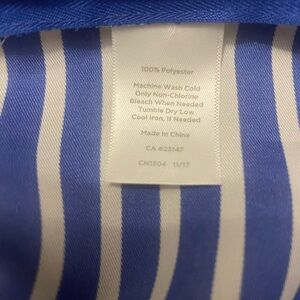 100% Polyester
Machine Wash Cold
Only Non-Chlorine
Bleach When Needed
Tumble Dry Low
Cool Iron, If Needed
Made In China
CA #23147
CN1504 11/17